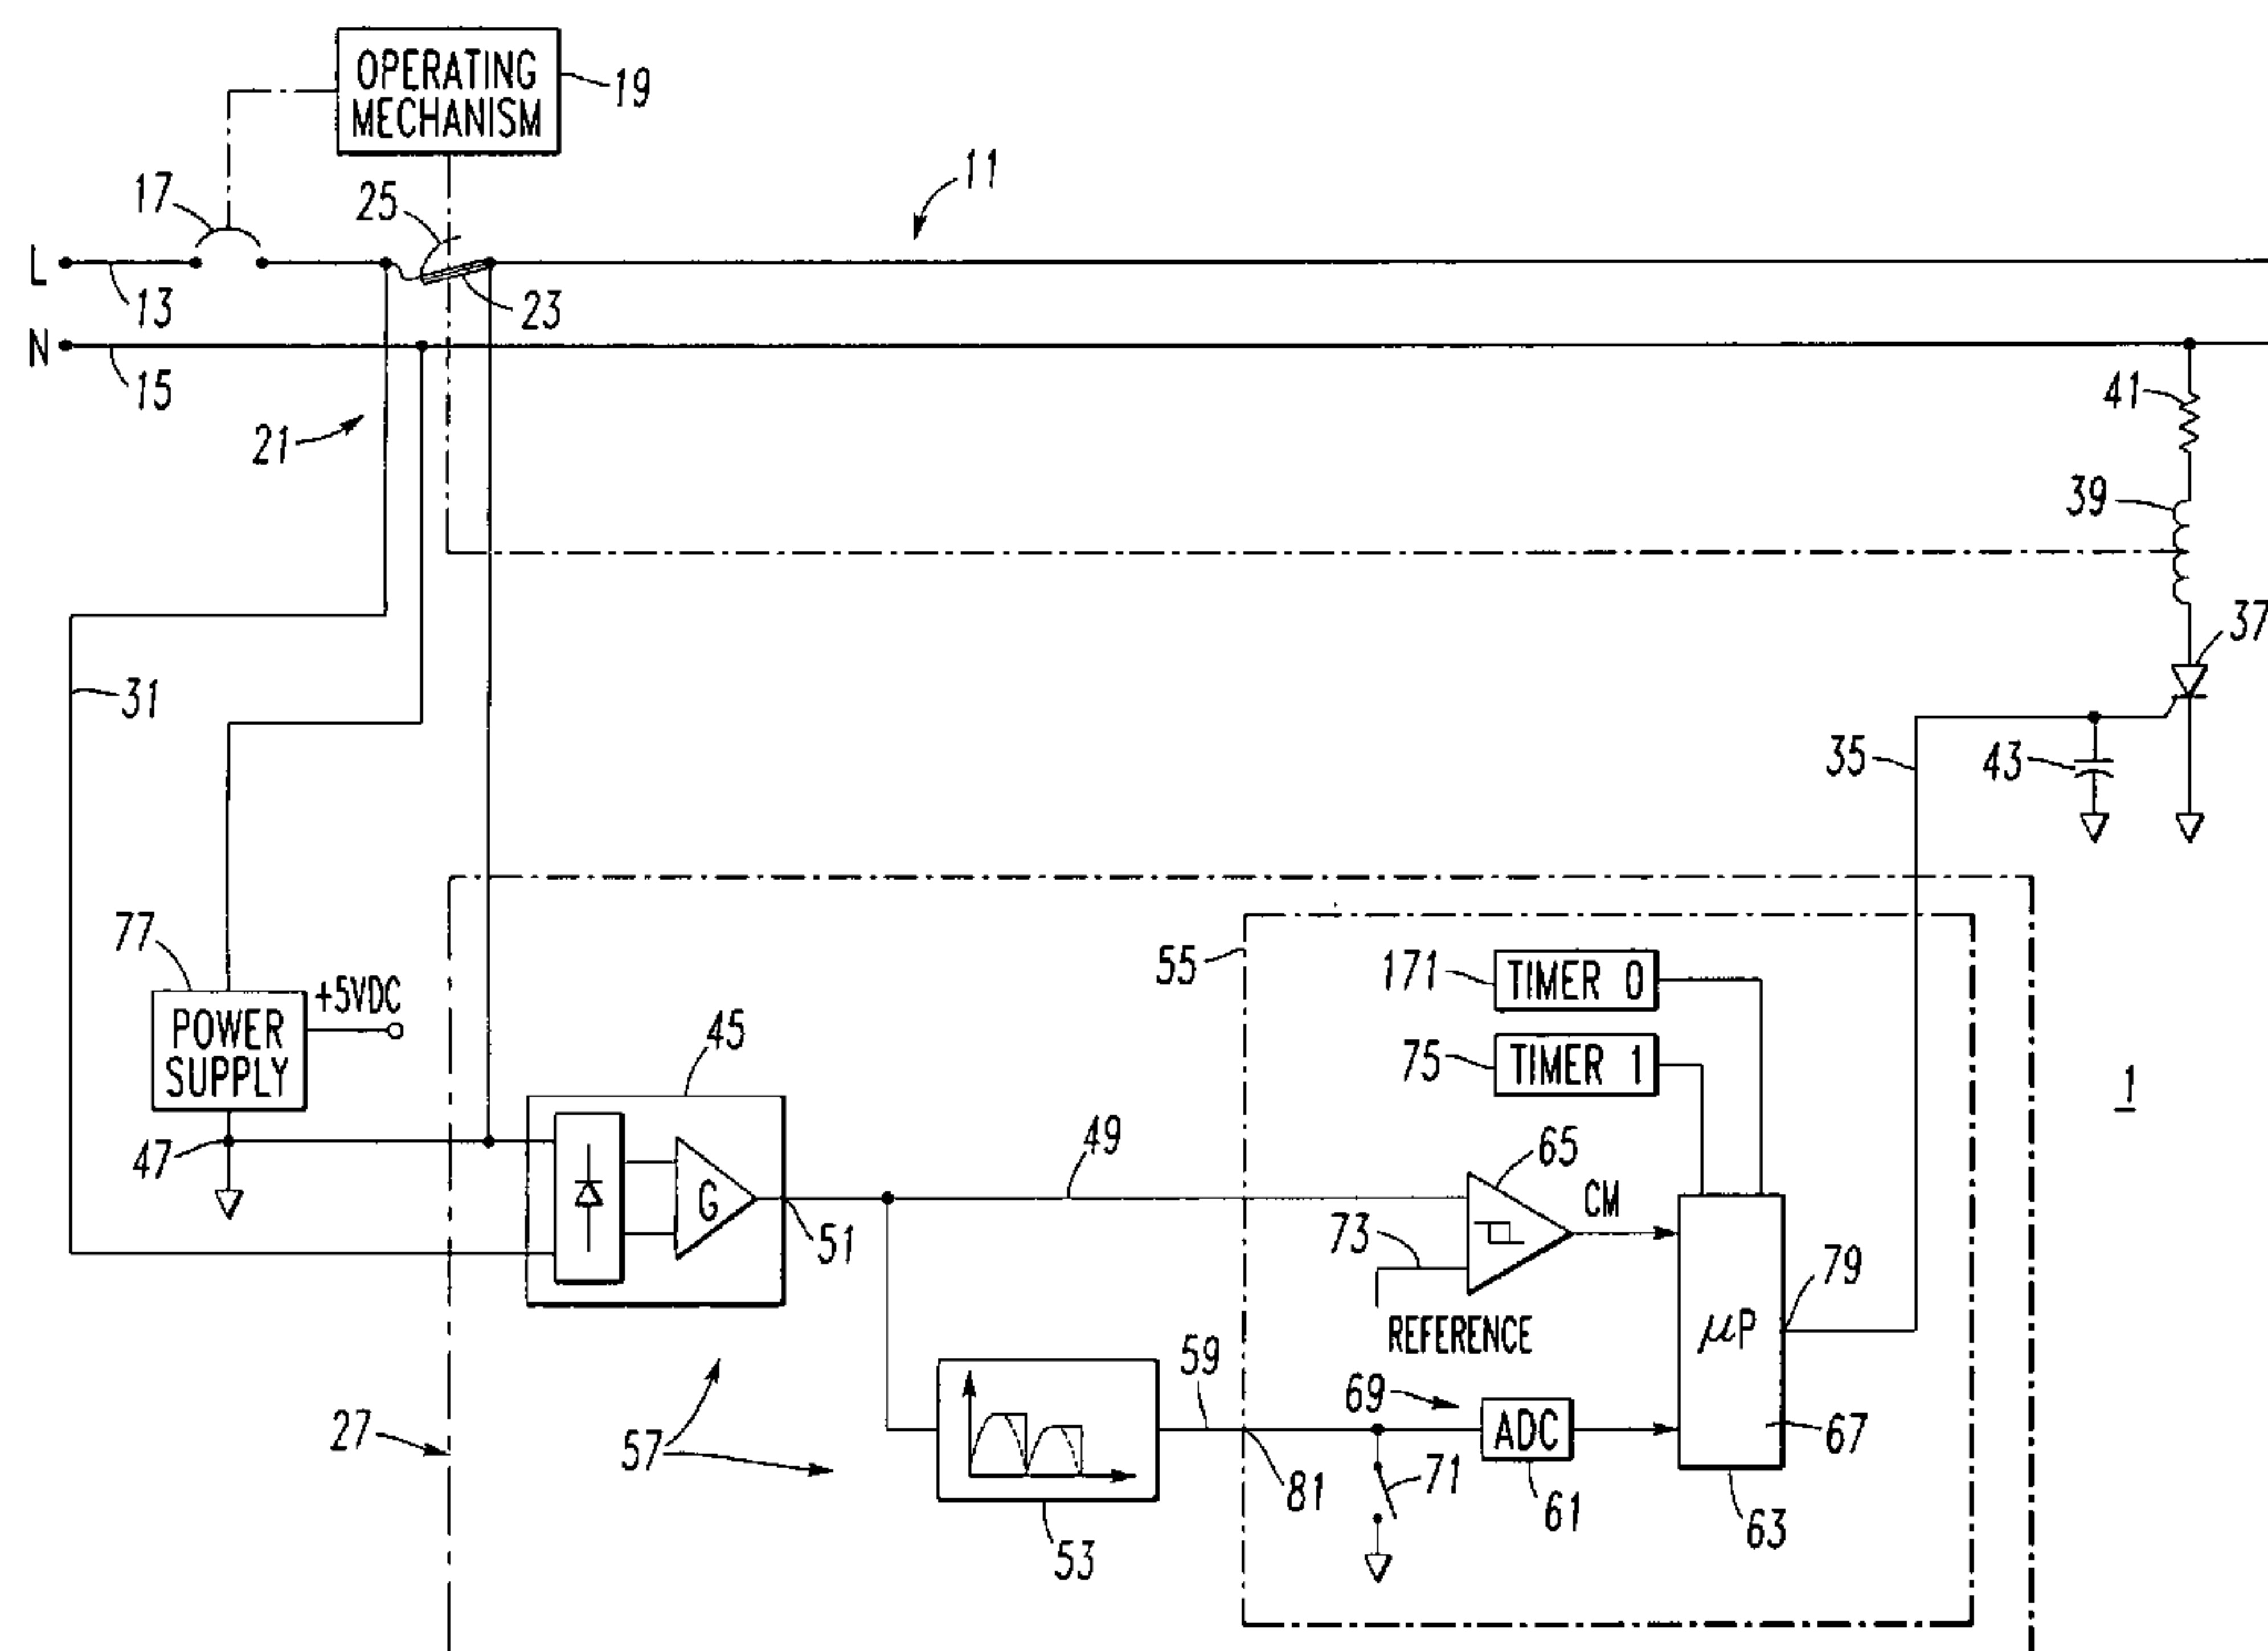 OPERATING
MECHANISM
19
11
17
25
L
13
23
N
15
21
41
39
37
31
35
43
77
+5VDC
POWER
SUPPLY
47
45
G
51
49
55
171
TIMER 0
75
TIMER 1
1
65
CM
73
REFERENCE
79
μP
59
69
ADC
67
27
57
53
81
71
61
63